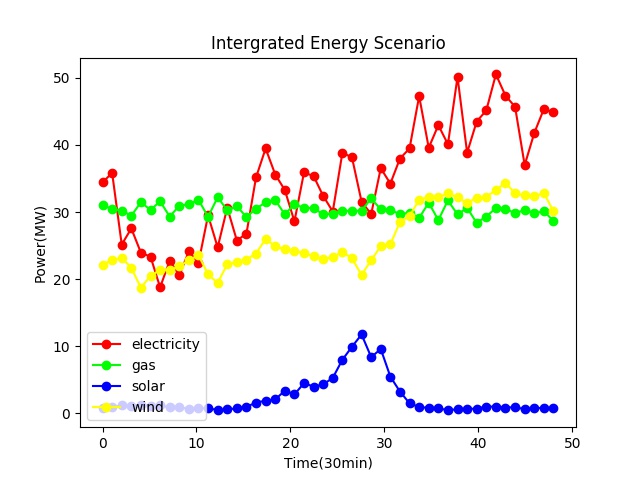 Intergrated Energy Scenario
Power(MW)
50
40
30
20
10
0
electricity
gas
solar
wind
0 10 20 30 40 50
Time(30min)